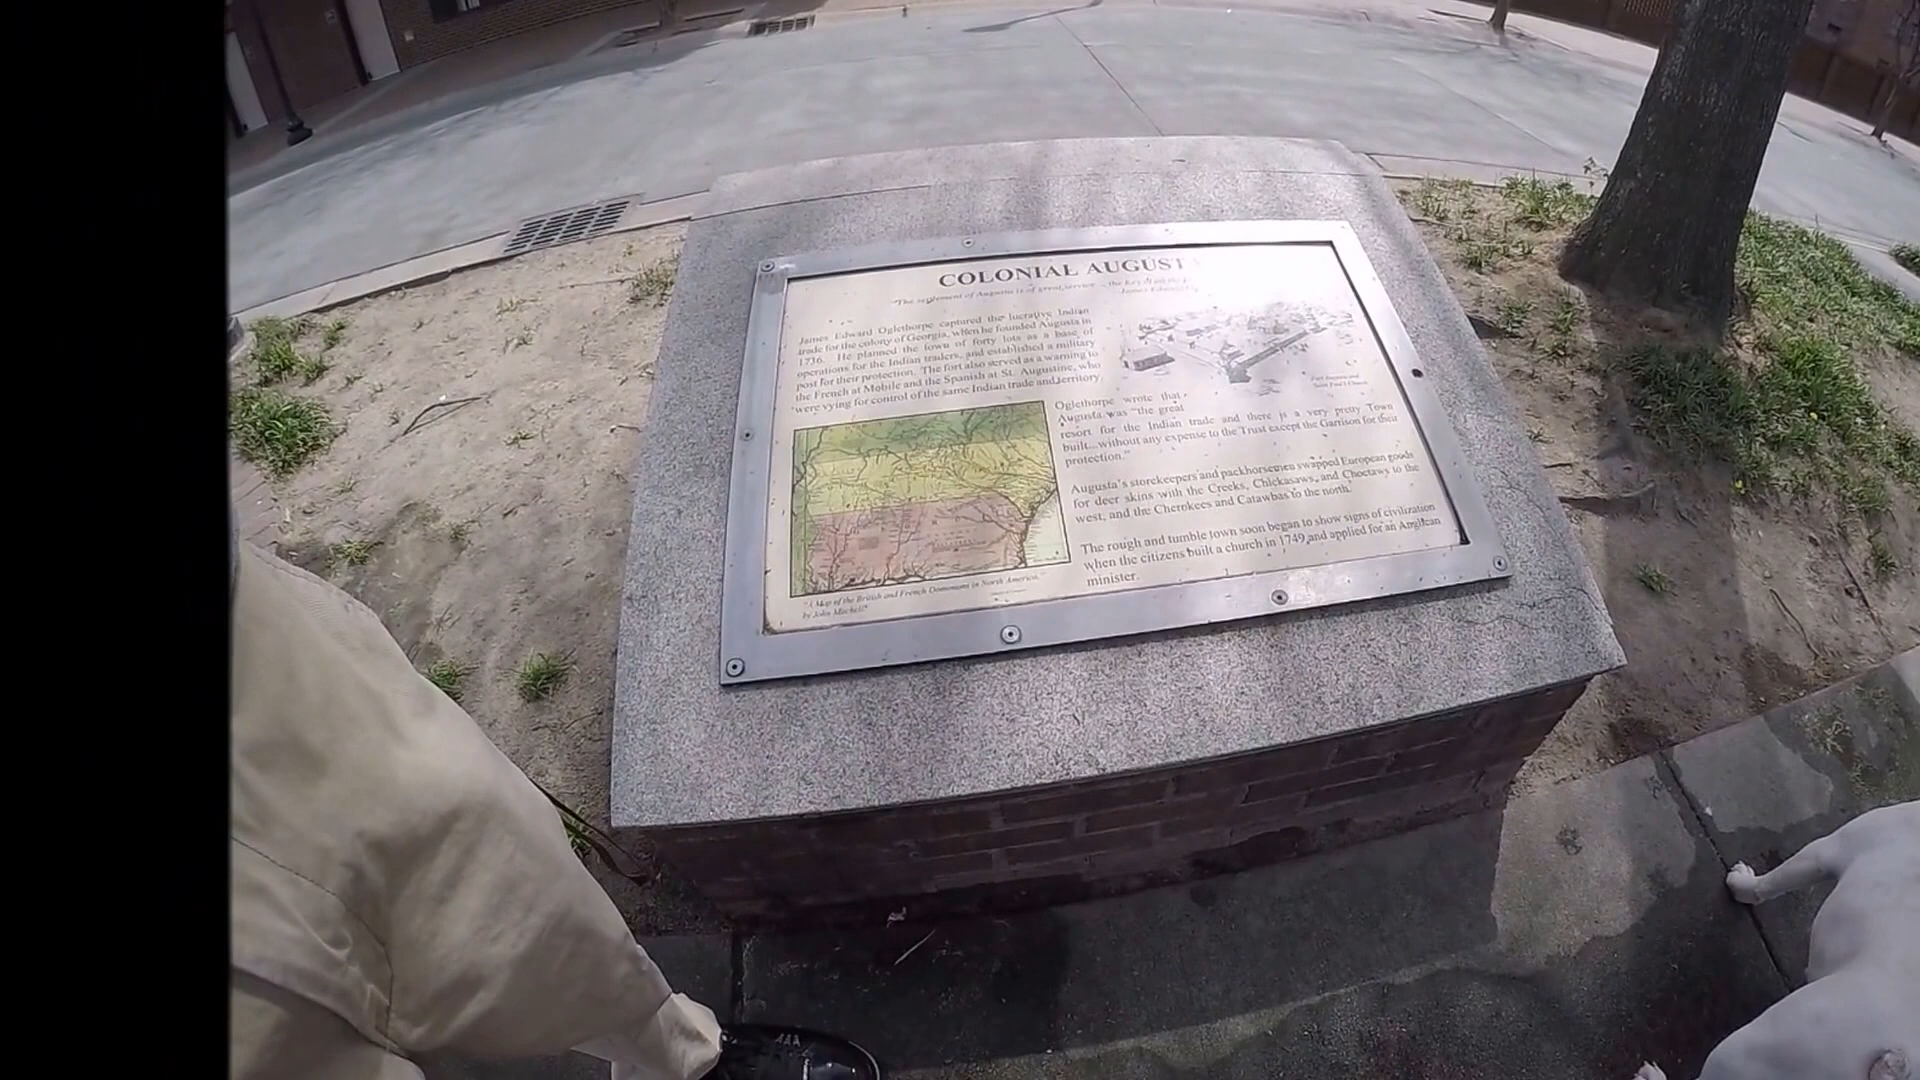 COLONIAL AUGUST
"The settlement of Augusta is of great service the key of all the
James Edward
James Edward Oglethorpe captured the lucrative Indian
trade for the colony of Georgia, when he founded Augusta in
1736. He planned the town of forty lots as a base of
operations for the Indian traders, and established a military
post for their protection. The fort also served as a warning to
the French at Mobile and the Spanish at St. Augustine, who
were vying for control of the same Indian trade and territory.
Fort Augusta and
Saint Paul's Church
Oglethorpe wrote that
Augusta was "the great
resort for the Indian trade and there is a very pretty Town
built...without any expense to the Trust except the Garrison for their
protection."
Augusta's storekeepers and packhorsemen swapped European goods
for deer skins with the Creeks, Chickasaws, and Choctaws to the
west, and the Cherokees and Catawbas to the north.
The rough and tumble town soon began to show signs of civilization
when the citizens built a church in 1749 and applied for an Anglican
minister.
"A Map of the British and French Dominions in North America,"
by John Mitchell